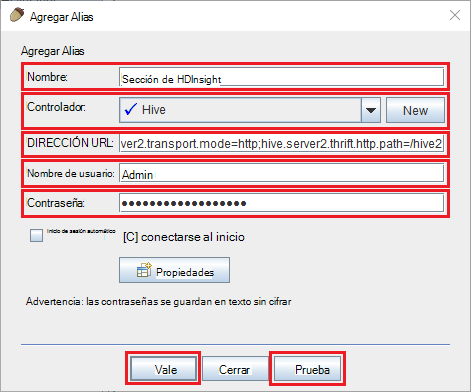 Agregar Alias
Agregar Alias
Nombre: Sección de HDInsight
Controlador: Hive New
DIRECCIÓN URL: ver2.transport.mode=http;hive.server2.thrift.http.path=/hive2
Nombre de usuario: Admin
Contraseña: ••••••••••••••••••
Inicio de sesión automático [C] conectarse al inicio
Propiedades
Advertencia: las contraseñas se guardan en texto sin cifrar
Vale Cerrar Prueba